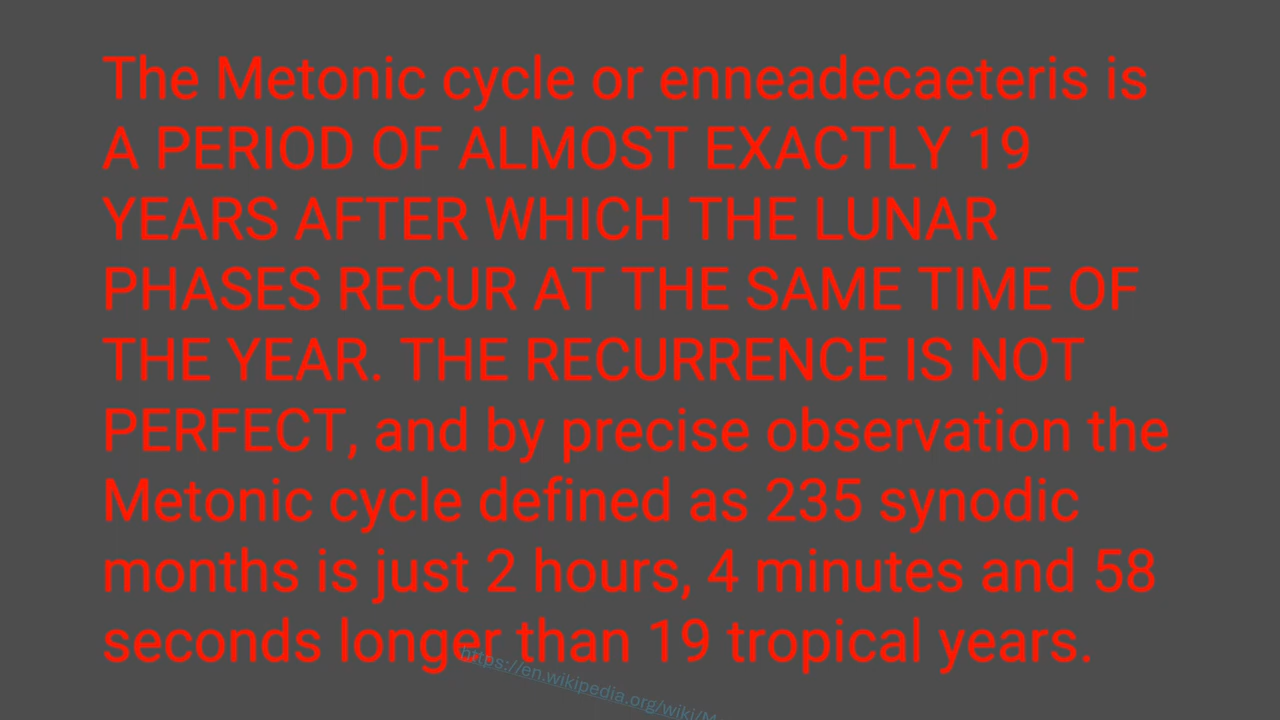 The Metonic cycle or enneadecaeteris is
A PERIOD OF ALMOST EXACTLY 19
YEARS AFTER WHICH THE LUNAR
PHASES RECUR AT THE SAME TIME OF
THE YEAR. THE RECURRENCE IS NOT
PERFECT, and by precise observation the
Metonic cycle defined as 235 synodic
months is just 2 hours, 4 minutes and 58
seconds longer than 19 tropical years.
https://en.wikipedia.org/wiki/M